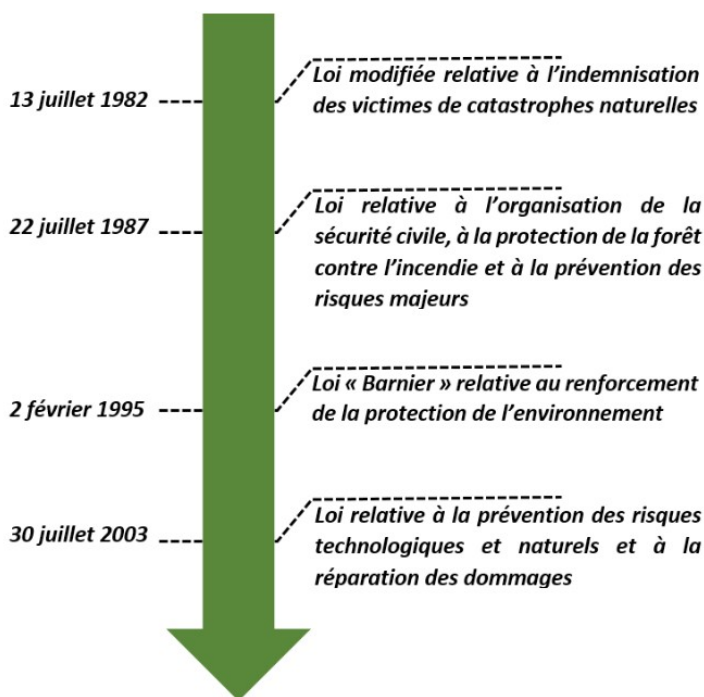 13 juillet 1982
Loi modifiée relative à l'indemnisation
des victimes de catastrophes naturelles
22 juillet 1987
Loi relative à l'organisation de la
sécurité civile, à la protection de la forêt
contre l'incendie et à la prévention des
risques majeurs
2 février 1995
Loi « Barnier » relative au renforcement
de la protection de l'environnement
30 juillet 2003
Loi relative à la prévention des risques
technologiques et naturels et à la
réparation des dommages